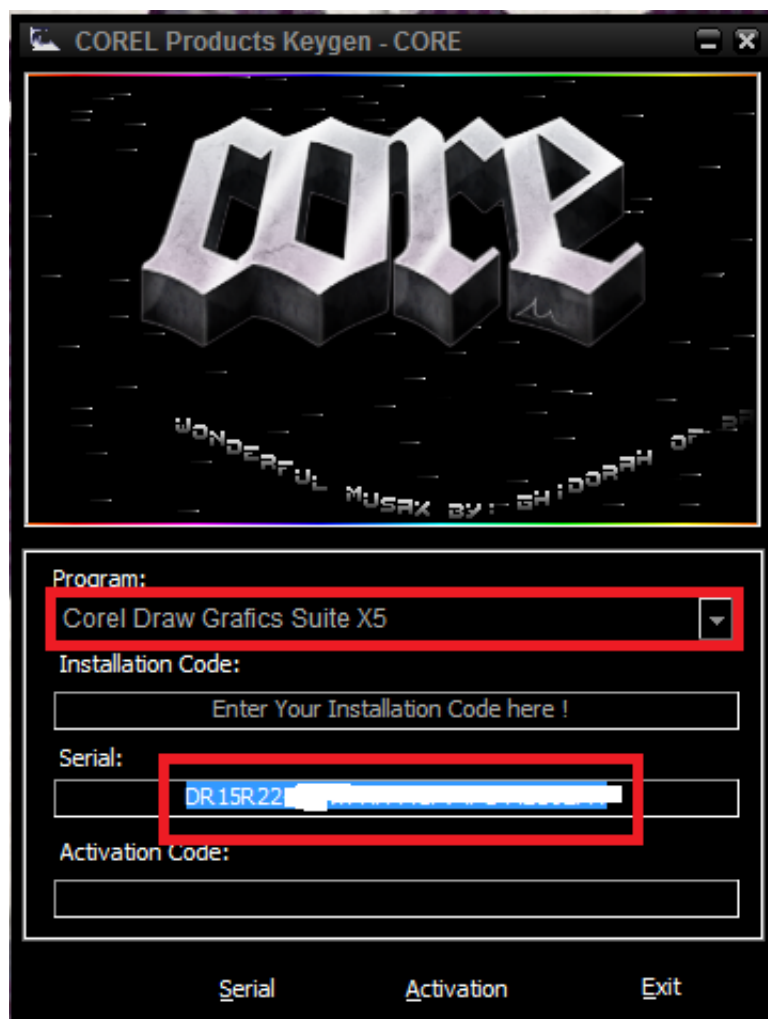 COREL Products Keygen - CORE
core
WONDERFUL MUSAX BY: GHIDORAH OF
Program:
Corel Draw Grafics Suite X5
Installation Code:
Enter Your Installation Code here !
Serial:
DR15R22
Activation Code:
Serial Activation Exit